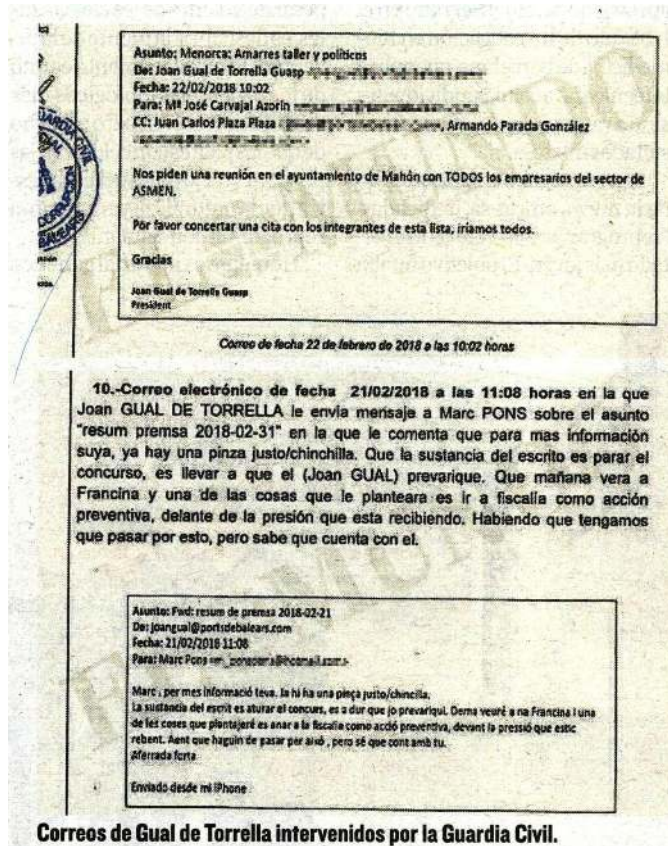 GUARDIA CIVIL
Asunto: Menorca: Amarres taller y políticos
De: Joan Gual de Torrella Guasp
Fecha: 22/02/2018 10:02
Para: Mª José Carvajal Azorín
CC: Juan Carlos Plaza Plaza , Armando Parada González
Nos piden una reunión en el ayuntamiento de Mahón con TODOS los empresarios del sector de
ASMEN.
Por favor concertar una cita con los integrantes de esta lista, iríamos todos.
Gracias
Joan Gual de Torrella Guasp
President
Correo de fecha 22 de febrero de 2018 a las 10:02 horas
10.-Correo electrónico de fecha 21/02/2018 a las 11:08 horas en la que
Joan GUAL DE TORRELLA le envia mensaje a Marc PONS sobre el asunto
"resum premsa 2018-02-31" en la que le comenta que para mas información
suya, ya hay una pinza justo/chinchilla. Que la sustancia del escrito es parar el
concurso, es llevar a que el (Joan GUAL) prevarique. Que mañana vera a
Francina y una de las cosas que le planteara es ir a fiscalía como acción
preventiva, delante de la presión que esta recibiendo. Habiendo que tengamos
que pasar por esto, pero sabe que cuenta con el.
Asunto: Fwd: resum de premsa 2018-02-21
De: joangual@portsdebalears.com
Fecha: 21/02/2018 11:08
Para: Marc Pons
Marc , per mes informació teva. Ja hi ha una pinça justo/chincilla.
La sustancia del escrit es aturar el concurs, es a dur que jo prevariqui. Dema veuré a na Francina i una
de les coses que plantajeré es anar a la fiscalia como acció preventiva, devant la pressió que estic
rebent. Aent que haguin de pasar per aixó , pero sé que cont amb tu.
Aferrada forta
Enviado desde mi iPhone
Correos de Gual de Torrella intervenidos por la Guardia Civil.